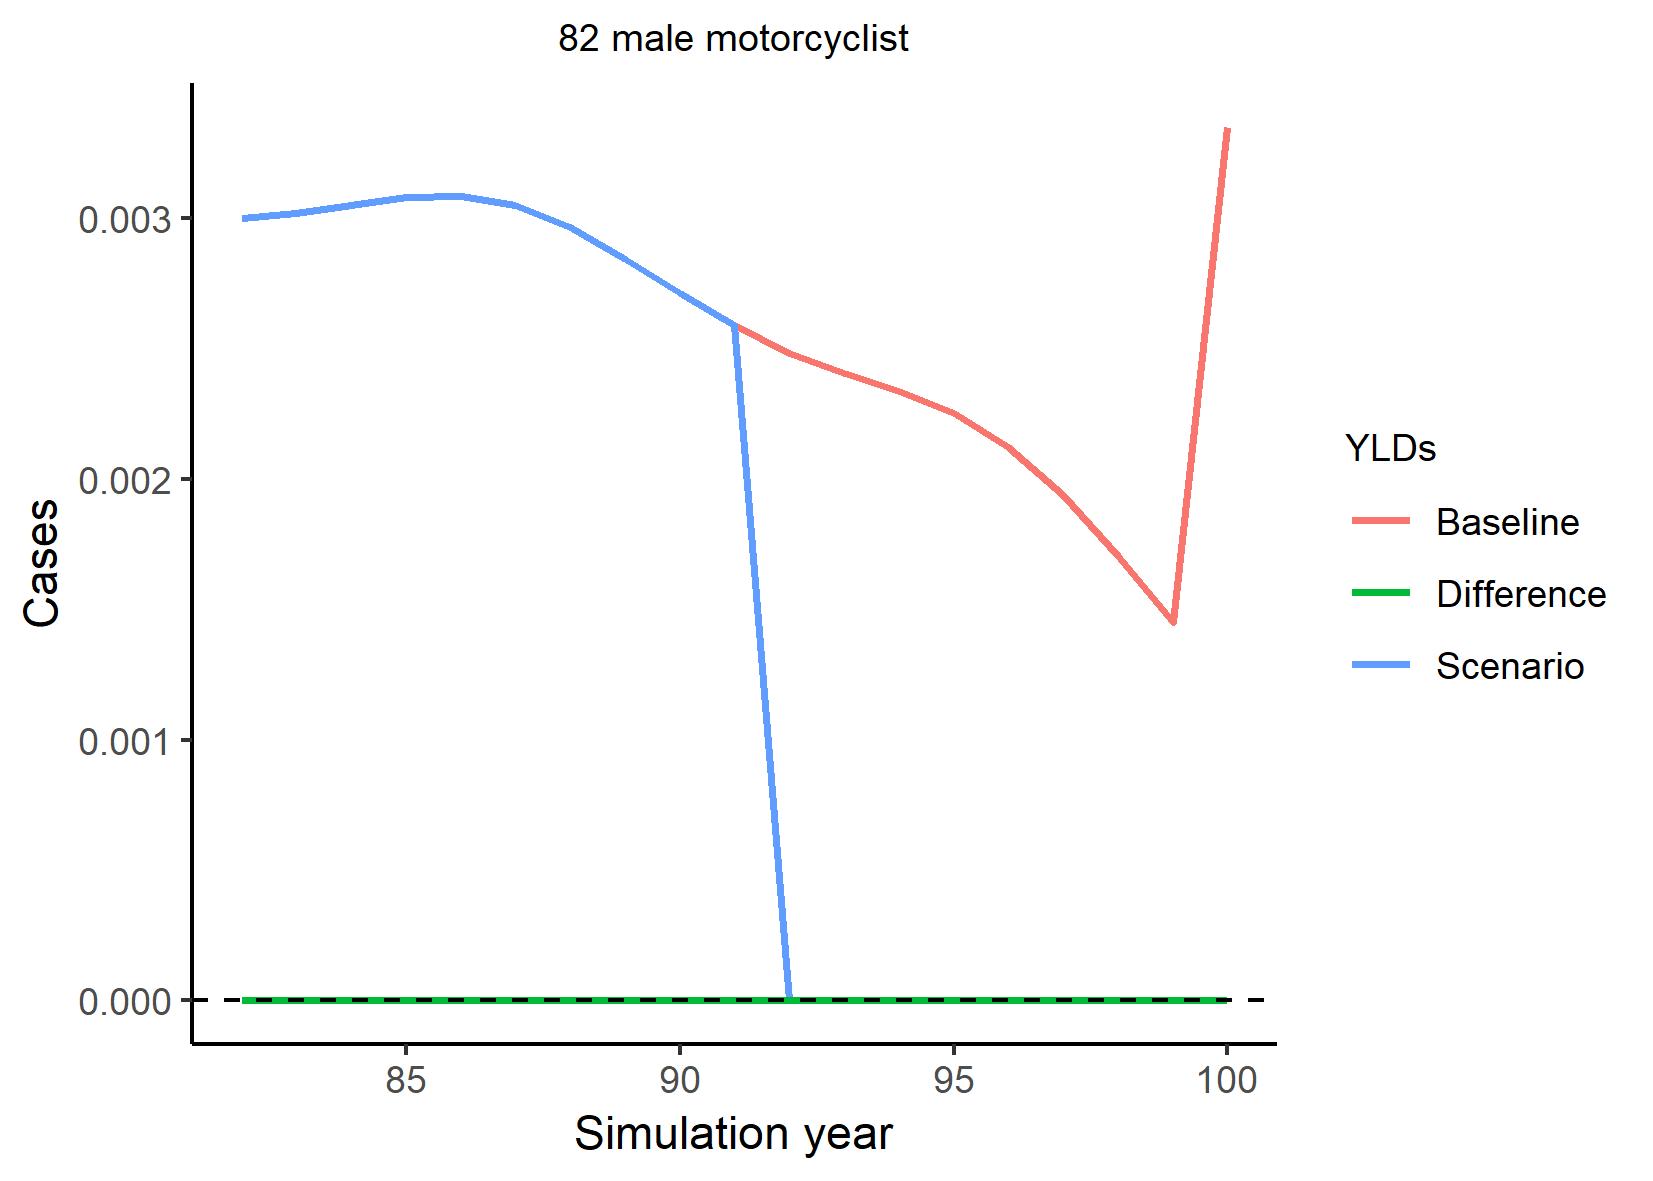 82 male motorcyclist
Cases
0.003
0.002
0.001
0.000
85 90 95 100
Simulation year
YLDs
Baseline
Difference
Scenario